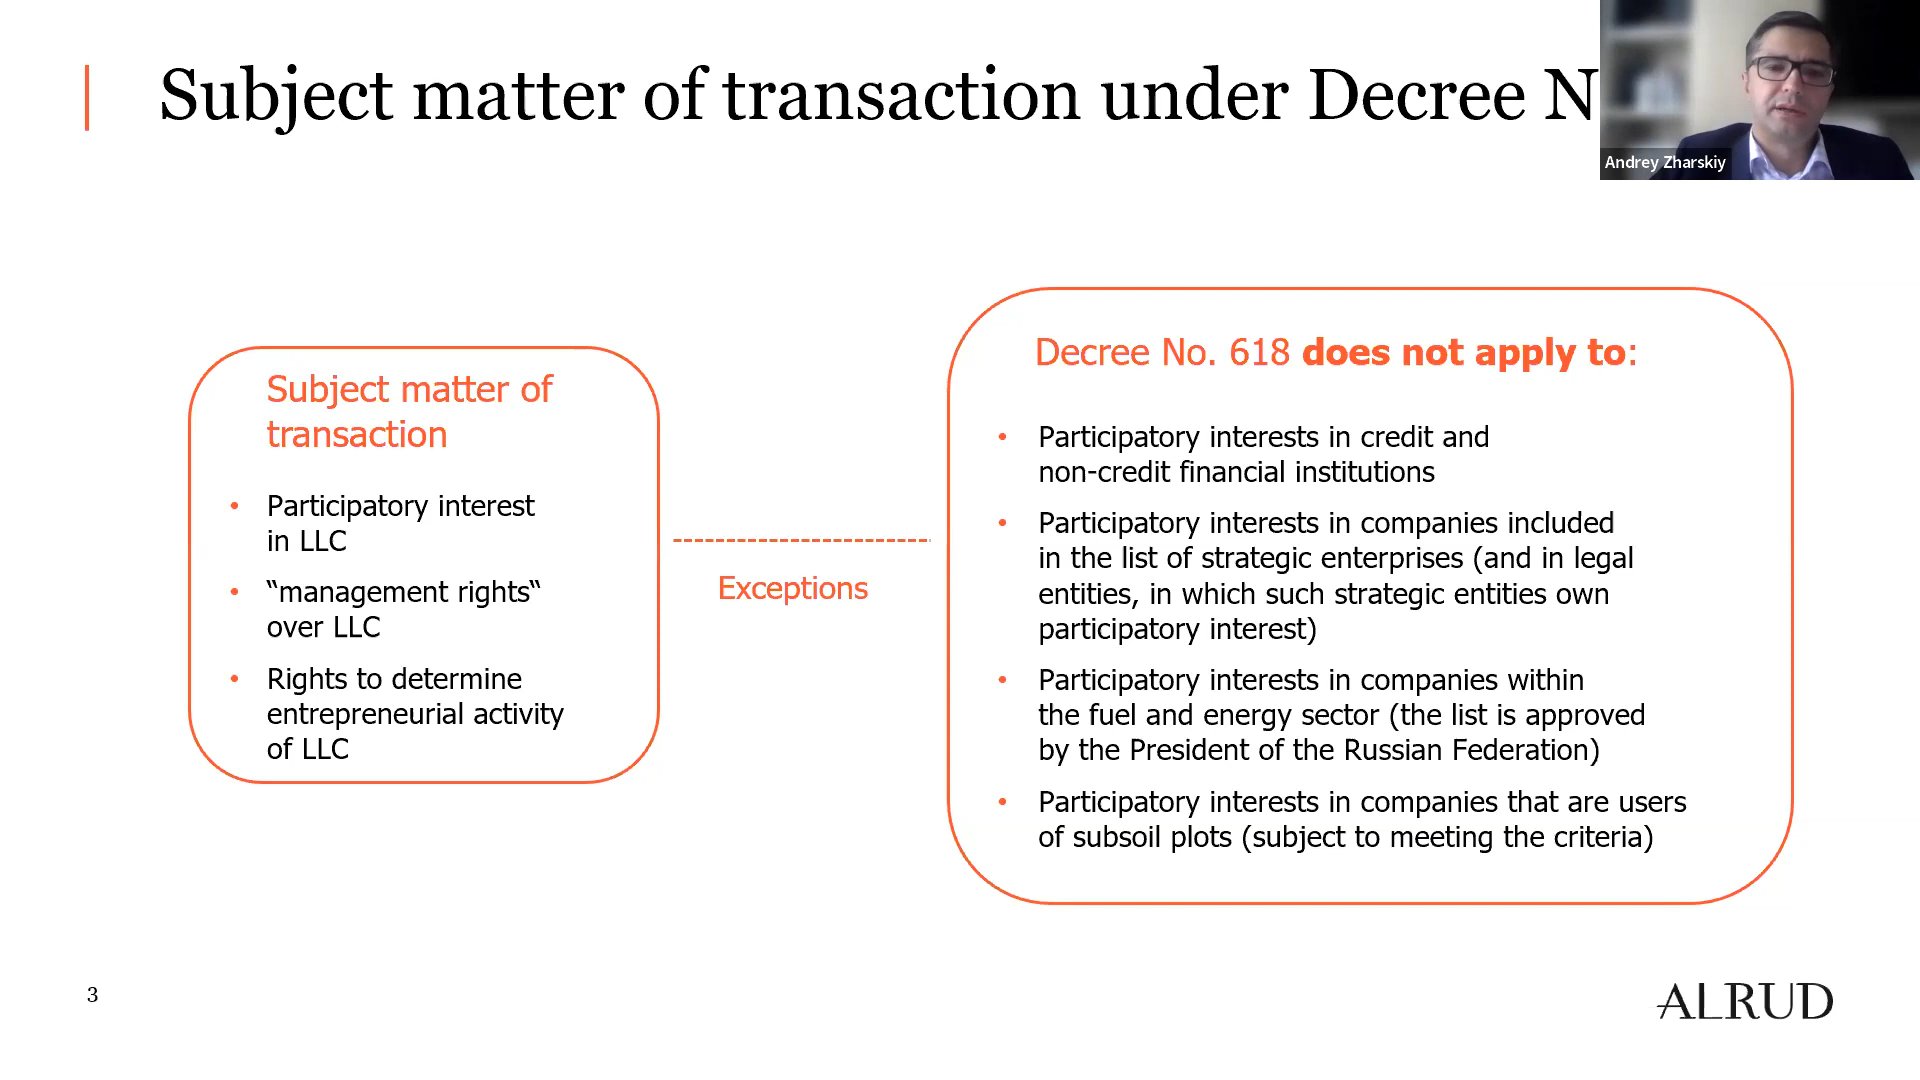 Subject matter of transaction under Decree N
Andrey Zharskiy
Subject matter of
transaction
• Participatory interest
in LLC
• “management rights“
over LLC
• Rights to determine
entrepreneurial activity
of LLC
Exceptions
Decree No. 618 does not apply to:
• Participatory interests in credit and
non-credit financial institutions
• Participatory interests in companies included
in the list of strategic enterprises (and in legal
entities, in which such strategic entities own
participatory interest)
• Participatory interests in companies within
the fuel and energy sector (the list is approved
by the President of the Russian Federation)
• Participatory interests in companies that are users
of subsoil plots (subject to meeting the criteria)
3
ALRUD